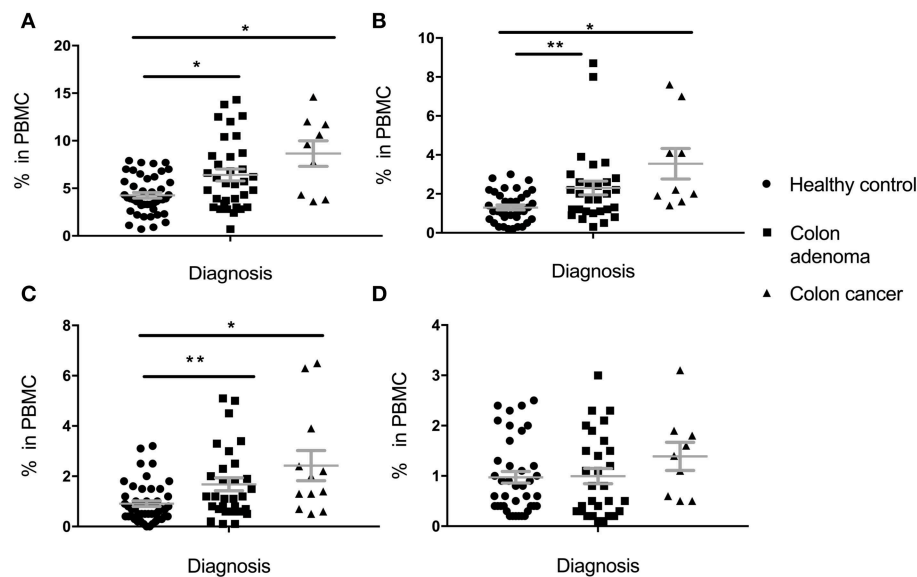 A
*
*
% in PBMC
20
15
10
5
0
Diagnosis
B
*
**
% in PBMC
10
8
6
4
2
0
Diagnosis
Healthy control
Colon
adenoma
Colon cancer
C
*
**
% in PBMC
8
6
4
2
0
Diagnosis
D
% in PBMC
4
3
2
1
0
Diagnosis